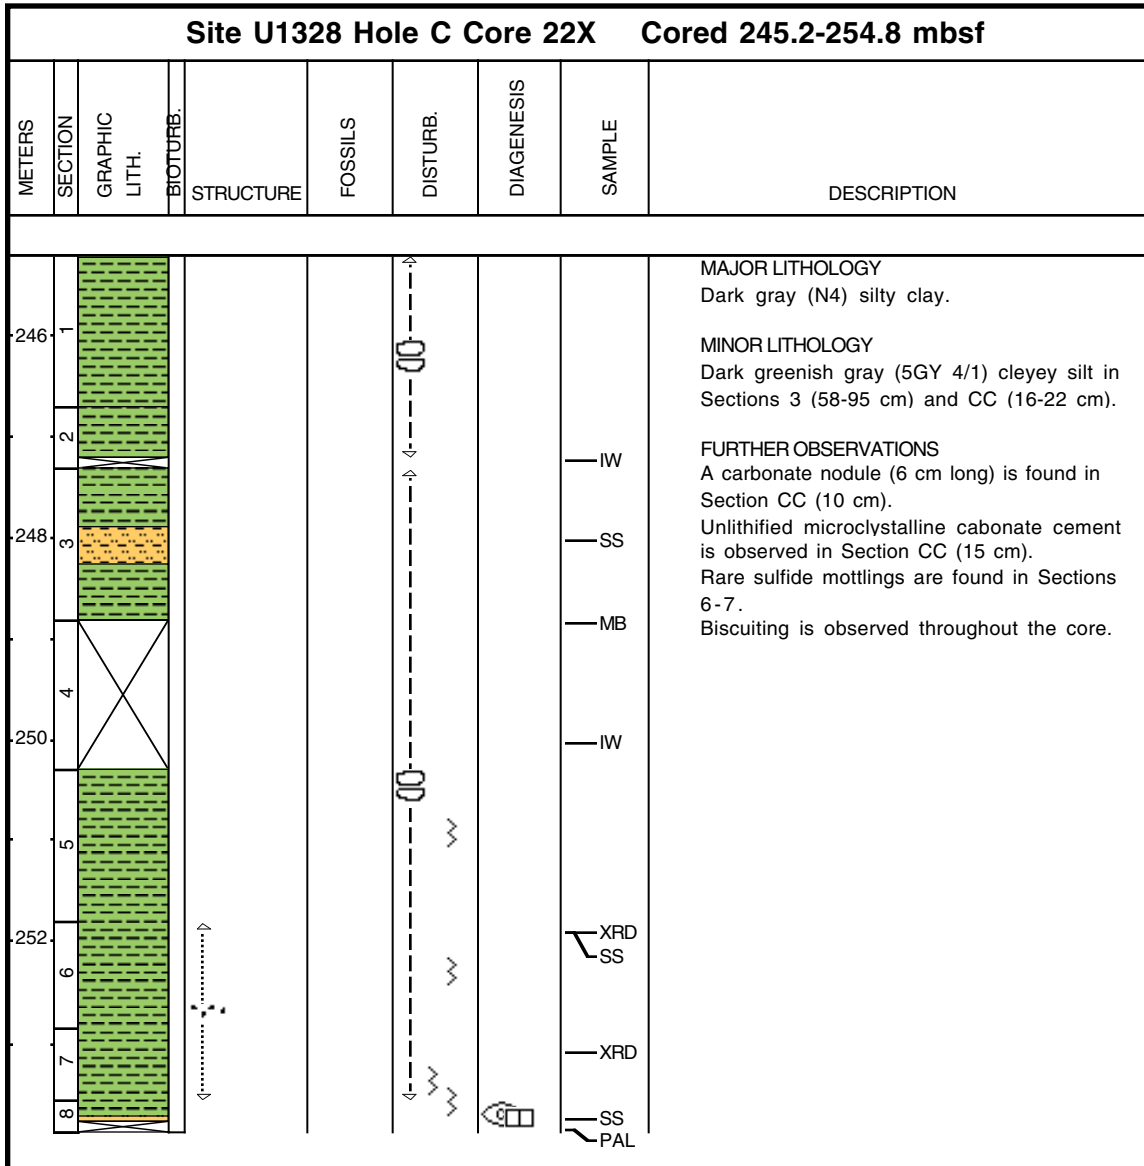 Site U1328 Hole C Core 22X Cored 245.2-254.8 mbsf
METERS
SECTION
GRAPHIC LITH.
BIOTURB.
STRUCTURE
FOSSILS
DISTURB.
DIAGENESIS
SAMPLE
DESCRIPTION
246
248
250
252
1
2
3
4
5
6
7
8
IW
SS
MB
IW
XRD
SS
XRD
SS
PAL
MAJOR LITHOLOGY
Dark gray (N4) silty clay.
MINOR LITHOLOGY
Dark greenish gray (5GY 4/1) cleyey silt in
Sections 3 (58-95 cm) and CC (16-22 cm).
FURTHER OBSERVATIONS
A carbonate nodule (6 cm long) is found in
Section CC (10 cm).
Unlithified microclystalline cabonate cement
is observed in Section CC (15 cm).
Rare sulfide mottlings are found in Sections
6-7.
Biscuiting is observed throughout the core.